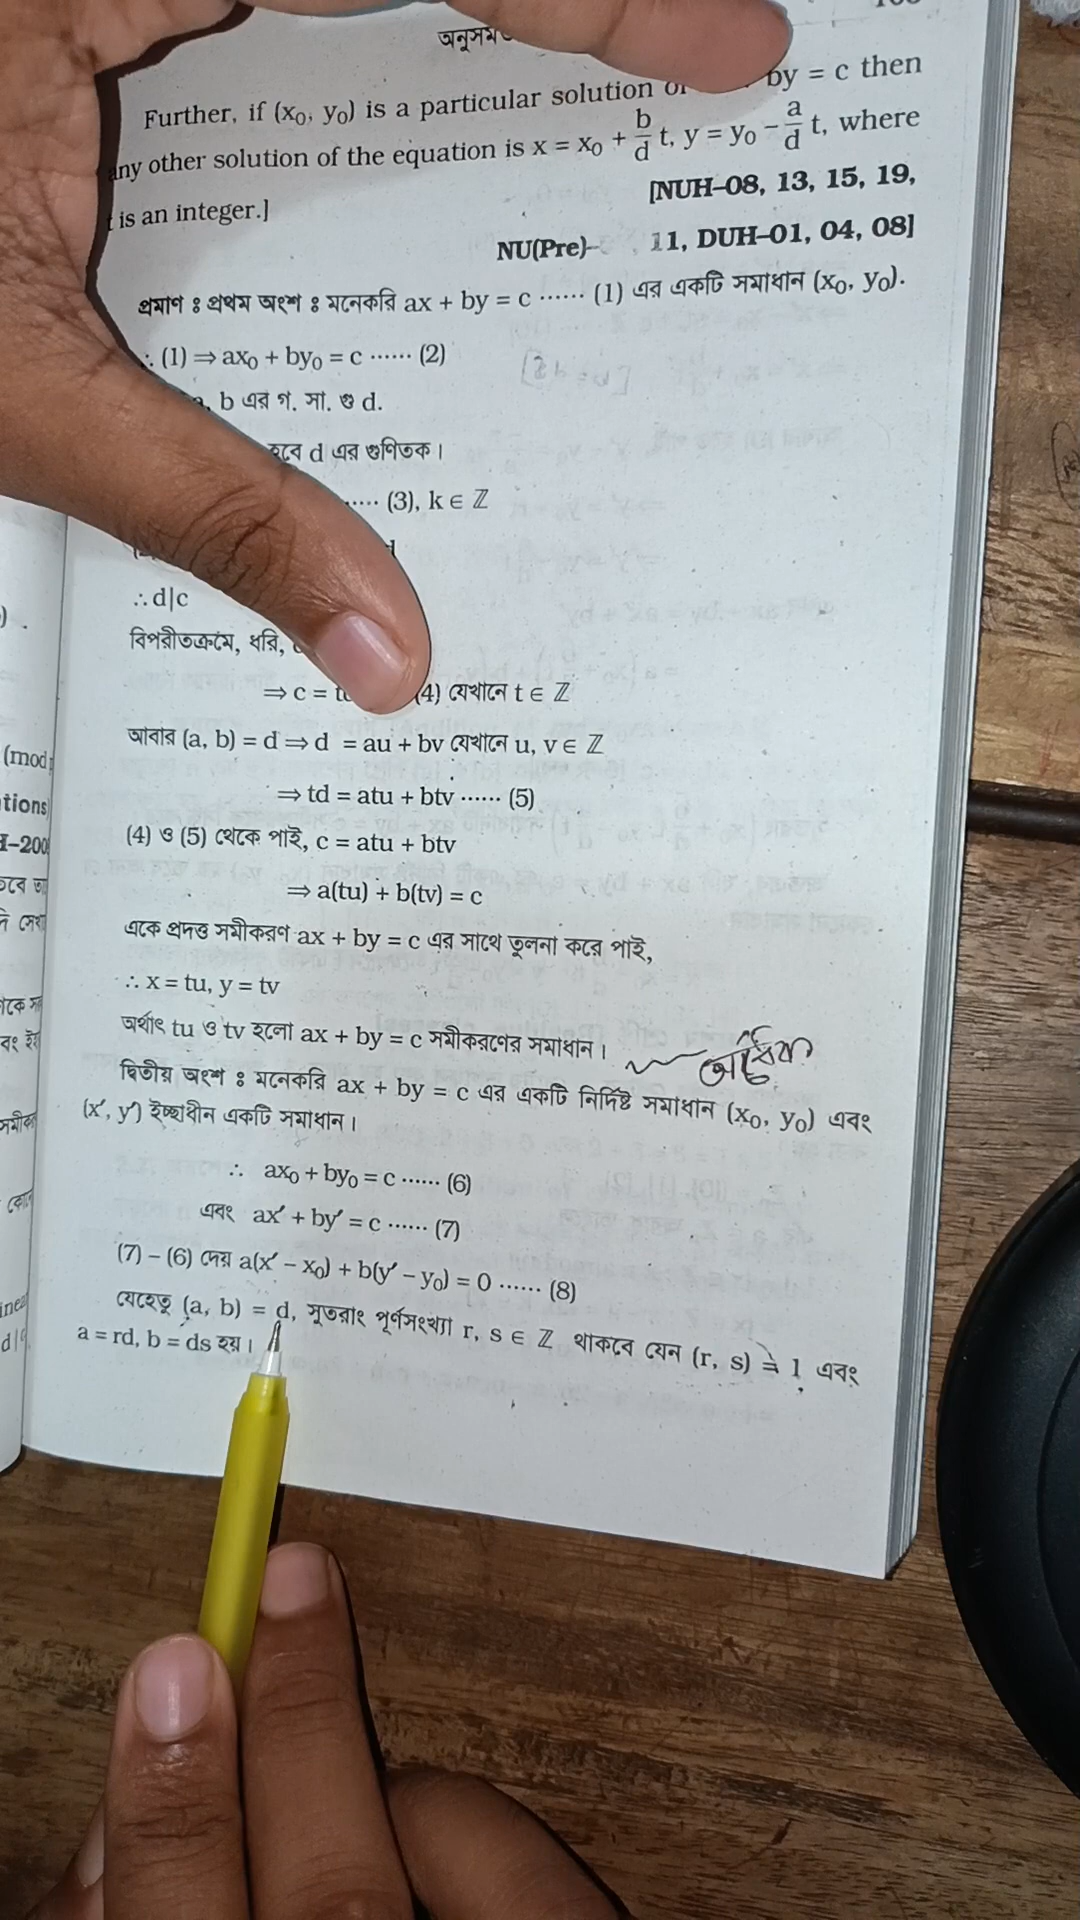 অনুসমত
Further, if (x₀, y₀) is a particular solution of by = c then
any other solution of the equation is x = x₀ + b/d t, y = y₀ − a/d t, where
t is an integer.]
[NUH–08, 13, 15, 19,
NU(Pre)– 11, DUH–01, 04, 08]
প্রমাণ ঃ প্রথম অংশ ঃ মনেকরি ax + by = c ······ (1) এর একটি সমাধান (x₀, y₀).
∴ (1) ⇒ ax₀ + by₀ = c ······ (2)
a, b এর গ. সা. গু d.
হবে d এর গুণিতক।
····· (3), k ∈ ℤ
∴ d|c
বিপরীতক্রমে, ধরি,
⇒ c = (4) যেখানে t ∈ ℤ
আবার (a, b) = d ⇒ d = au + bv যেখানে u, v ∈ ℤ
⇒ td = atu + btv ······ (5)
(4) ও (5) থেকে পাই, c = atu + btv
⇒ a(tu) + b(tv) = c
একে প্রদত্ত সমীকরণ ax + by = c এর সাথে তুলনা করে পাই,
∴ x = tu, y = tv
অর্থাৎ tu ও tv হলো ax + by = c সমীকরণের সমাধান।
দ্বিতীয় অংশ ঃ মনেকরি ax + by = c এর একটি নির্দিষ্ট সমাধান (x₀, y₀) এবং
(x′, y′) ইচ্ছাধীন একটি সমাধান।
∴ ax₀ + by₀ = c ······ (6)
এবং ax′ + by′ = c ······ (7)
(7) – (6) দেয় a(x′ – x₀) + b(y′ – y₀) = 0 ······ (8)
যেহেতু (a, b) = d, সুতরাং পূর্ণসংখ্যা r, s ∈ ℤ থাকবে যেন (r, s) = 1 এবং
a = rd, b = ds হয়।
(mod
tions